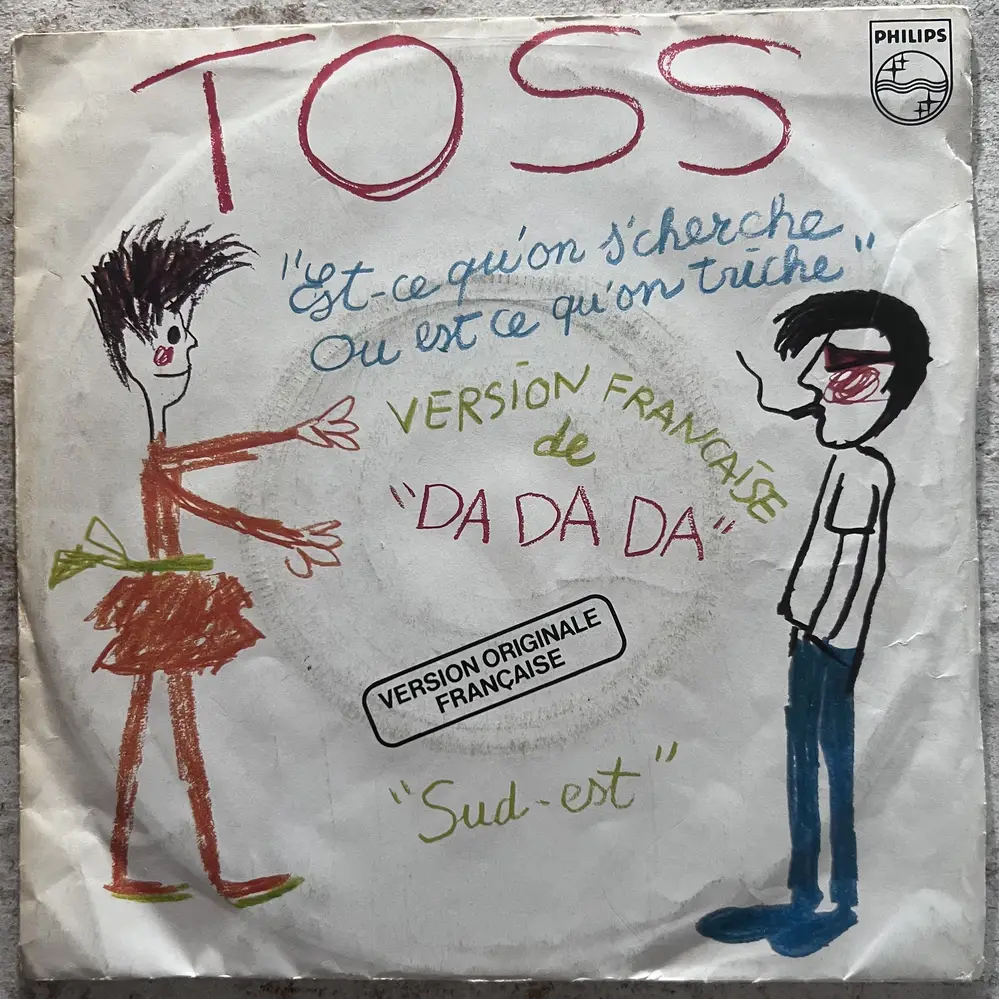 TOSS
PHILIPS
"Est-ce qu'on s'cherche
Ou est ce qu'on triche"
VERSION FRANCAISE
de
"DA DA DA"
VERSION ORIGINALE
FRANÇAISE
"Sud-est"